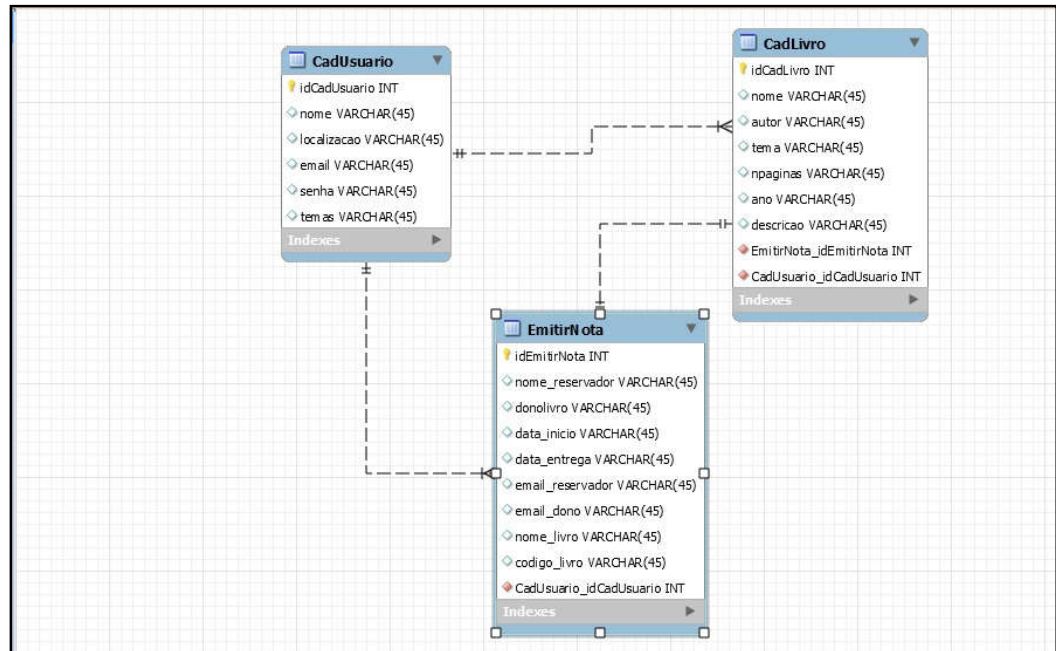 CadUsuario
idCadUsuario INT
nome VARCHAR(45)
localizacao VARCHAR(45)
email VARCHAR(45)
senha VARCHAR(45)
temas VARCHAR(45)
Indexes
CadLivro
idCadLivro INT
nome VARCHAR(45)
autor VARCHAR(45)
tema VARCHAR(45)
npaginas VARCHAR(45)
ano VARCHAR(45)
descricao VARCHAR(45)
EmitirNota_idEmitirNota INT
CadUsuario_idCadUsuario INT
Indexes
EmitirNota
idEmitirNota INT
nome_reservador VARCHAR(45)
donolivro VARCHAR(45)
data_inicio VARCHAR(45)
data_entrega VARCHAR(45)
email_reservador VARCHAR(45)
email_dono VARCHAR(45)
nome_livro VARCHAR(45)
codigo_livro VARCHAR(45)
CadUsuario_idCadUsuario INT
Indexes